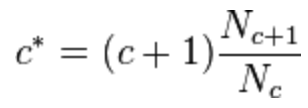 c* = (c + 1) N_{c+1} / N_c